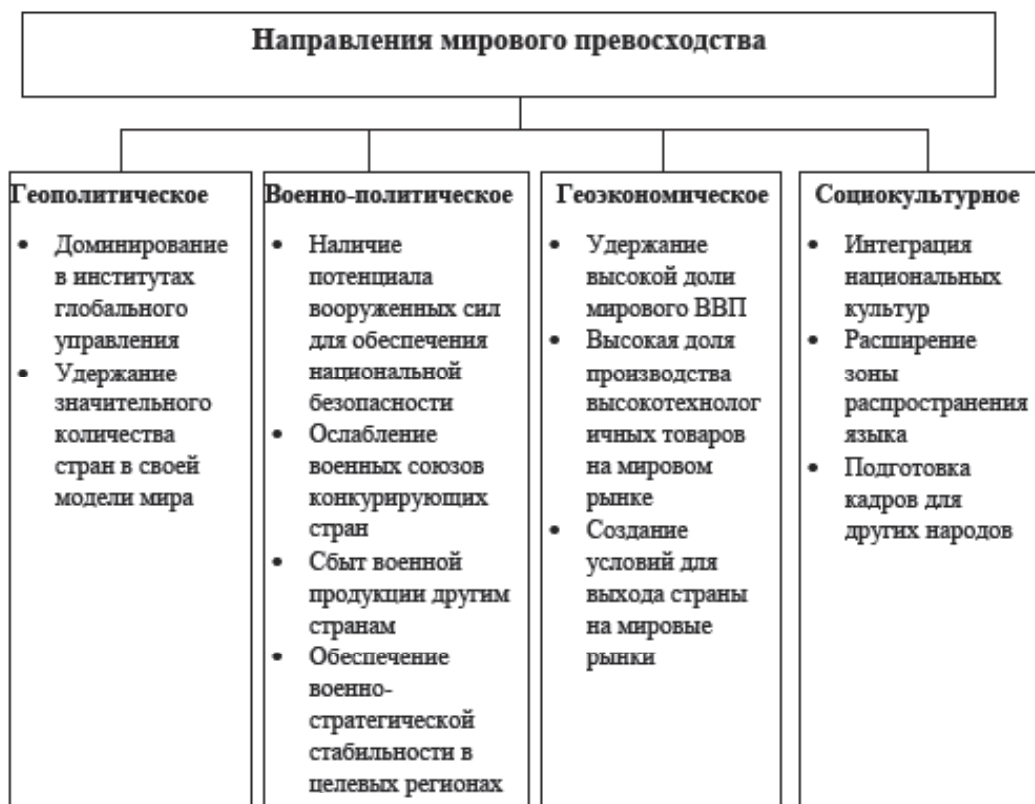 Направления мирового превосходства
Геополитическое
• Доминирование
в институтах
глобального
управления
• Удержание
значительного
количества
стран в своей
модели мира
Военно-политическое
• Наличие
потенциала
вооруженных сил
для обеспечения
национальной
безопасности
• Ослабление
военных союзов
конкурирующих
стран
• Сбыт военной
продукции другим
странам
• Обеспечение
военно-
стратегической
стабильности в
целевых регионах
Геоэкономическое
• Удержание
высокой доли
мирового ВВП
• Высокая доля
производства
высокотехнолог
ичных товаров
на мировом
рынке
• Создание
условий для
выхода страны
на мировые
рынки
Социокультурное
• Интеграция
национальных
культур
• Расширение
зоны
распространения
языка
• Подготовка
кадров для
других народов